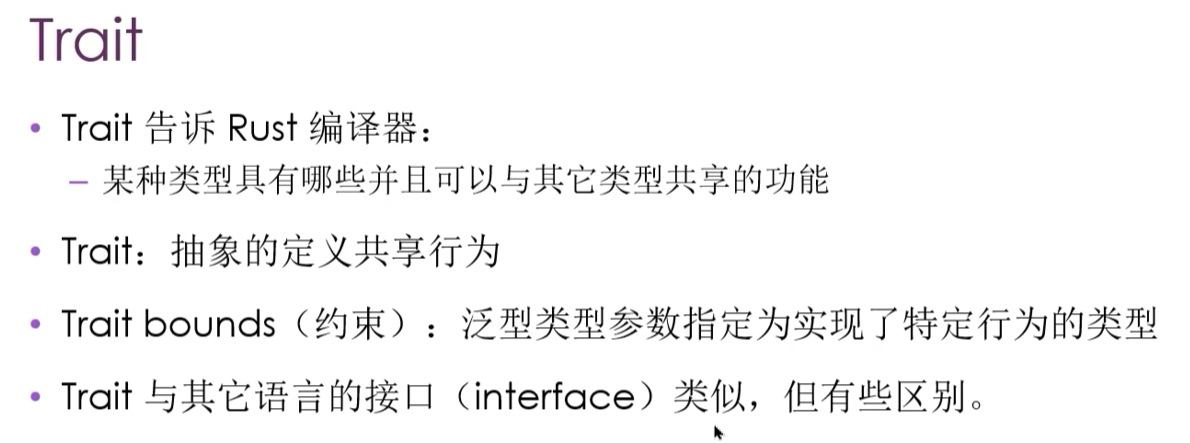 Trait
• Trait 告诉 Rust 编译器：
– 某种类型具有哪些并且可以与其它类型共享的功能
• Trait：抽象的定义共享行为
• Trait bounds（约束）：泛型类型参数指定为实现了特定行为的类型
• Trait 与其它语言的接口（interface）类似，但有些区别。